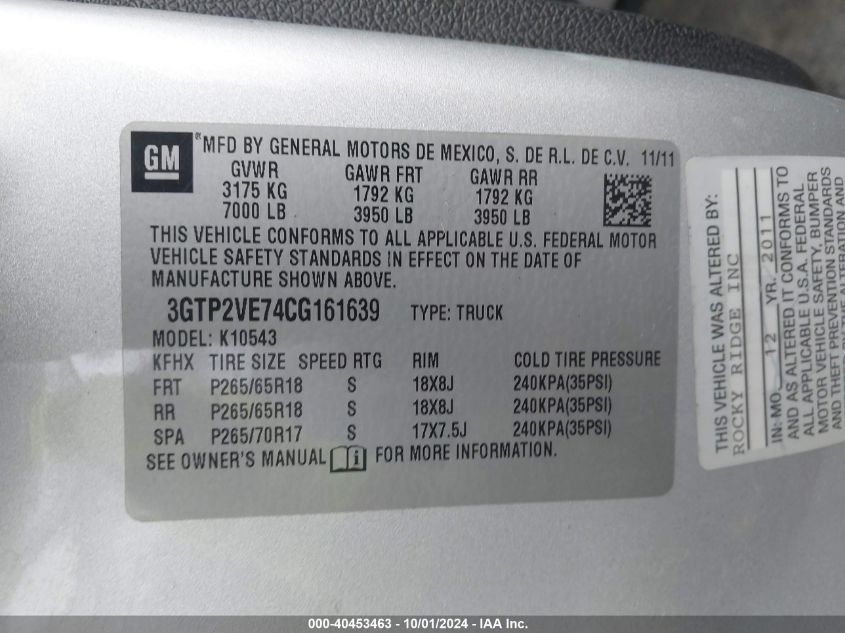 GM
®MFD BY GENERAL MOTORS DE MEXICO, S. DE R.L. DE C.V. 11/11
GVWR GAWR FRT GAWR RR
3175 KG 1792 KG 1792 KG
7000 LB 3950 LB 3950 LB
THIS VEHICLE CONFORMS TO ALL APPLICABLE U.S. FEDERAL MOTOR
VEHICLE SAFETY STANDARDS IN EFFECT ON THE DATE OF
MANUFACTURE SHOWN ABOVE.
3GTP2VE74CG161639 TYPE: TRUCK
MODEL: K10543
KFHX TIRE SIZE SPEED RTG RIM COLD TIRE PRESSURE
FRT P265/65R18 S 18X8J 240KPA(35PSI)
RR P265/65R18 S 18X8J 240KPA(35PSI)
SPA P265/70R17 S 17X7.5J 240KPA(35PSI)
SEE OWNER'S MANUAL i FOR MORE INFORMATION.
THIS VEHICLE WAS ALTERED BY:
ROCKY RIDGE INC
IN: MO. 12 YR. 2011
AND AS ALTERED IT CONFORMS TO
ALL APPLICABLE U.S.A. FEDERAL
MOTOR VEHICLE SAFETY, BUMPER
AND THEFT PREVENTION STANDARDS
000-40453463 - 10/01/2024 - IAA Inc.